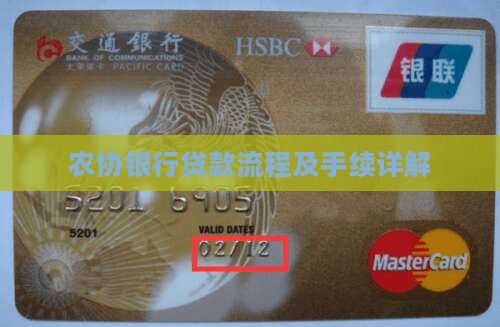 交通銀行
BANK OF COMMUNICATIONS
太平洋卡 PACIFIC CARD
HSBC
银联
农协银行贷款流程及手续详解
5201 6905
5201
VALID DATES
02/12
MasterCard